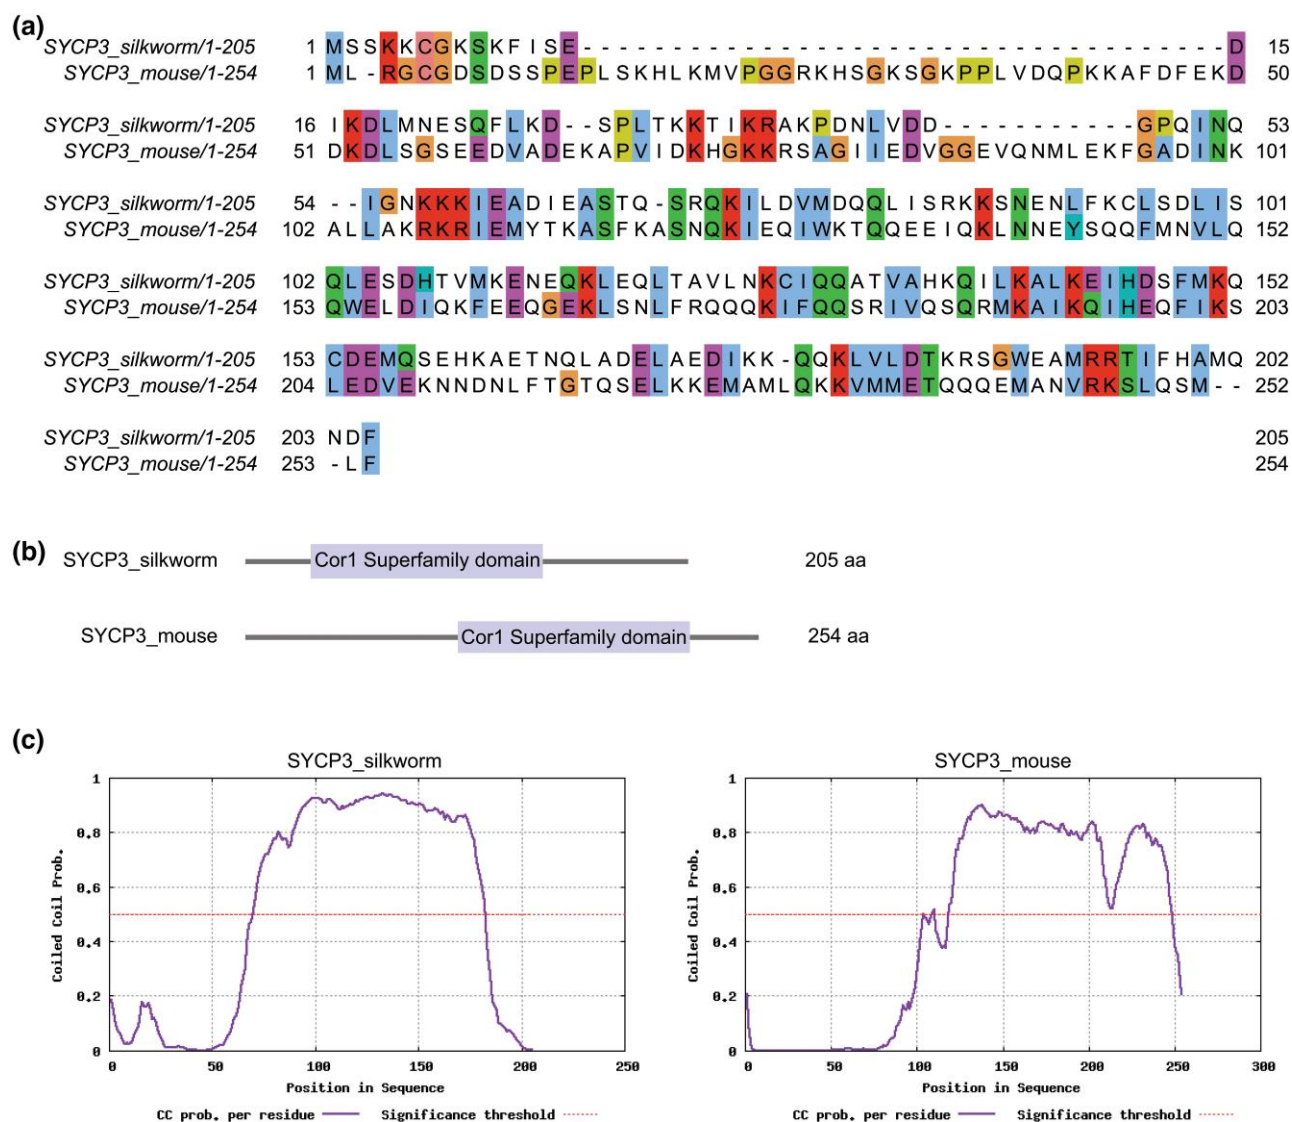 (a)
SYCP3_silkworm/1-205 1 MSSKKCGKSKFISE------------------------------------D 15
SYCP3_mouse/1-254 1 ML-RGCGDSDSSPEPLSKHLKMVPGGRKHSGKSGKPPLVDQPKKAFDFEKD 50
SYCP3_silkworm/1-205 16 IKDLMNESQFLKD--SPLTKKTIKRAKPDNLVDD-----------GPQINQ 53
SYCP3_mouse/1-254 51 DKDLSGSEEDVADEKAPVIDKHGKKRSAGIIEDVGGEVQNMLEKFGADINK 101
SYCP3_silkworm/1-205 54 --IGNKKKIEADIEASTQ-SRQKILDVMDQQLISRKKSNENLFKCLSDLIS 101
SYCP3_mouse/1-254 102 ALLAKRKRIEMYTKASFKASNQKIEQIWKTQQEEIQKLNNEYSQQFMNVLQ 152
SYCP3_silkworm/1-205 102 QLESDHTVMKENEQKLEQLTAVLNKCIQQATVAHKQILKALKEIHDSFMKQ 152
SYCP3_mouse/1-254 153 QWELDIQKFEEQGEKLSNLFRQQQKIFQQSRIVQSQRMKAIKQIHEQFIKS 203
SYCP3_silkworm/1-205 153 CDEMQSEHKAETNQLADELAEDIKK-QQKLVLDTKRSGWEAMRRTIFHAMQ 202
SYCP3_mouse/1-254 204 LEDVEKNNDNLFTGTQSELKKEMAMLQKKVMMETQQQEMANVRKSLQSM-- 252
SYCP3_silkworm/1-205 203 NDF 205
SYCP3_mouse/1-254 253 -LF 254
(b)
SYCP3_silkworm Cor1 Superfamily domain 205 aa
SYCP3_mouse Cor1 Superfamily domain 254 aa
(c)
SYCP3_silkworm
1
0.8
0.6
0.4
0.2
0
Coiled Coil Prob.
0 50 100 150 200 250
Position in Sequence
CC prob. per residue Significance threshold
SYCP3_mouse
1
0.8
0.6
0.4
0.2
0
Coiled Coil Prob.
0 50 100 150 200 250 300
Position in Sequence
CC prob. per residue Significance threshold